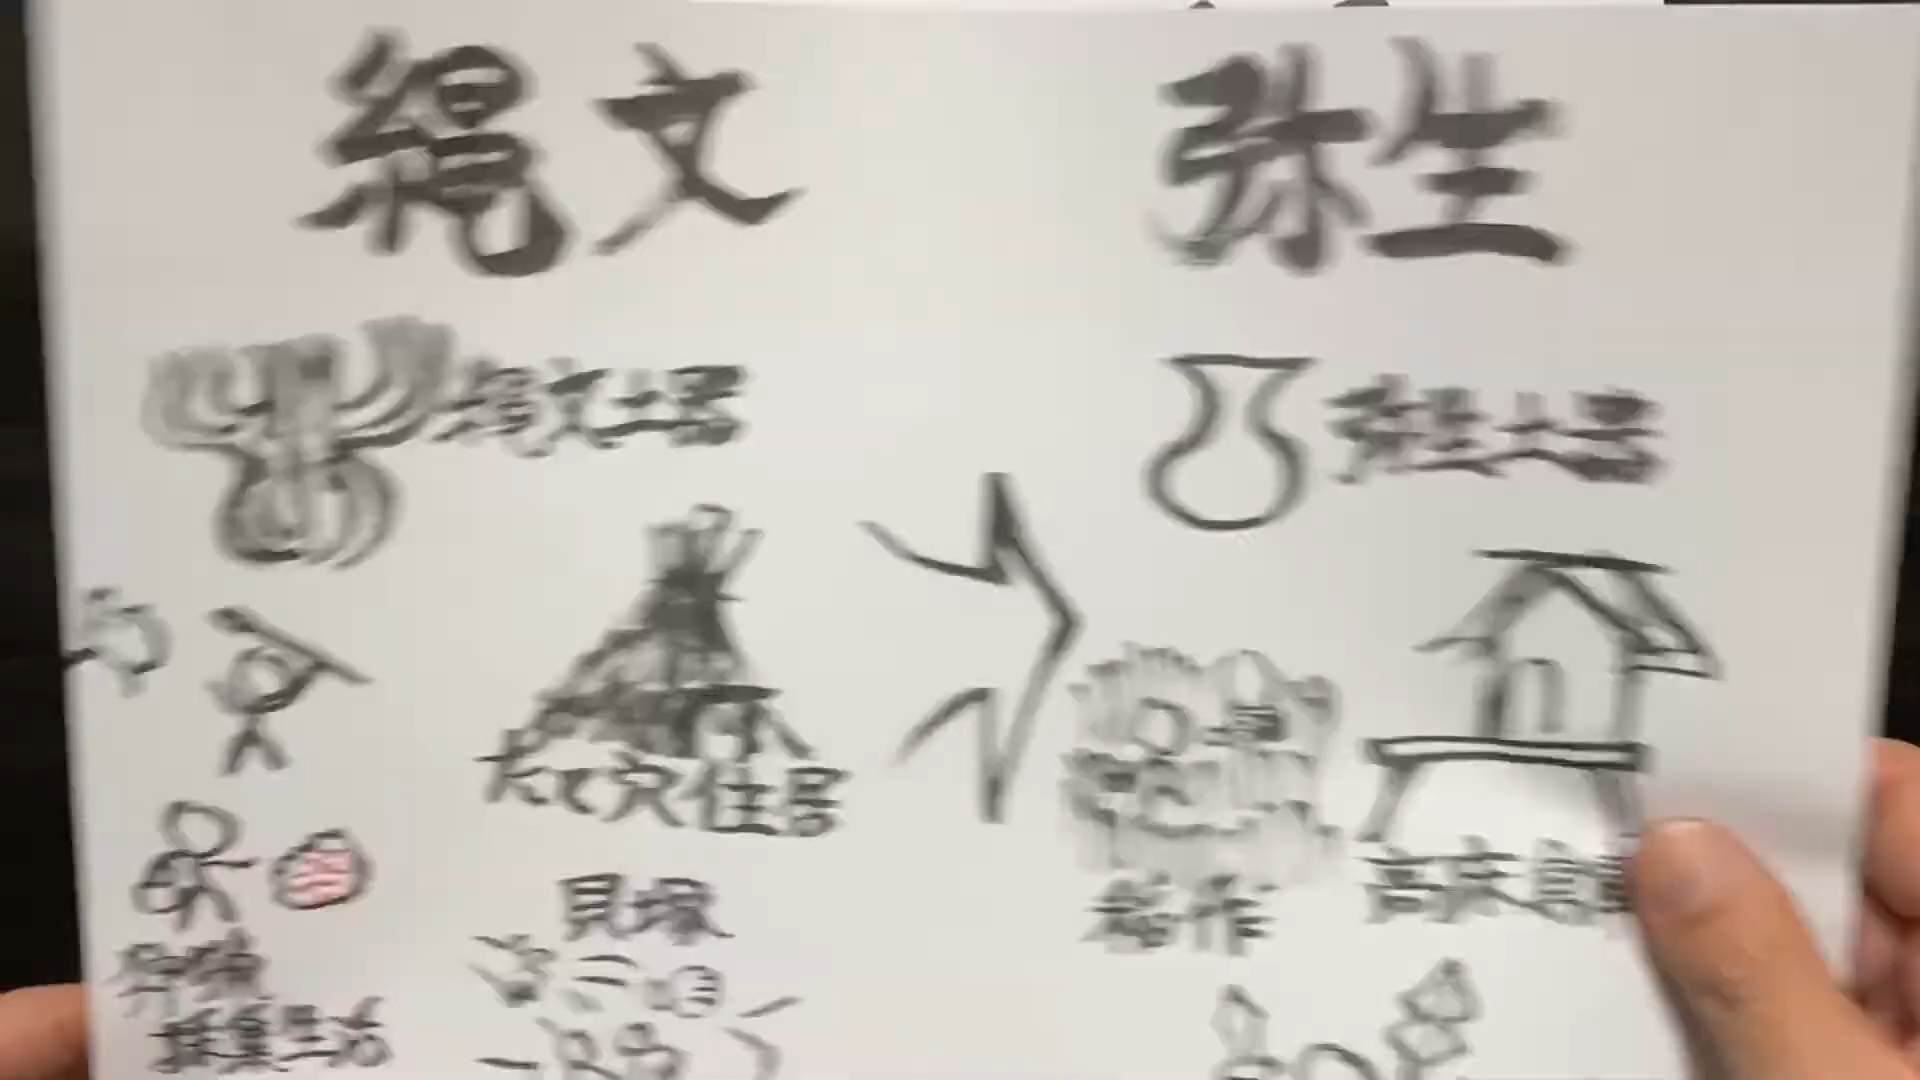 縄文
弥生
縄文土器
弥生土器
たて穴住居
貝塚
狩猟
採集生活
稲作
高床倉